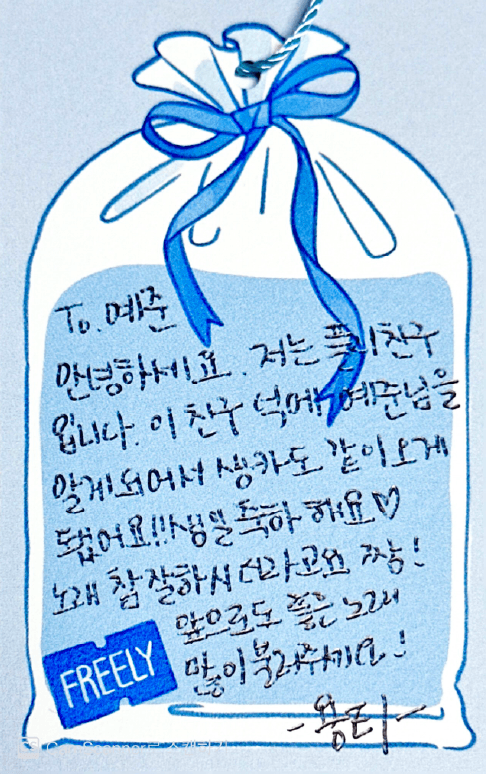 To. 예준
안녕하세요. 저는 플리친구
입니다. 이 친구 덕에 예준님을
알게되어서 생카도 같이오게
됐어요!! 생일축하 해요♡
노래 참 잘하시더라고요 짱!
앞으로도 좋은 노래
많이불러주세요!
FREELY